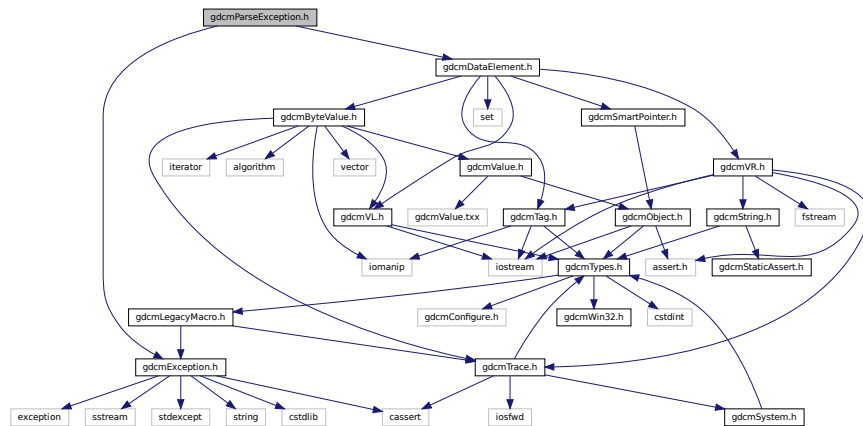 gdcmParseException.h
gdcmDataElement.h
gdcmByteValue.h
set
gdcmSmartPointer.h
iterator
algorithm
vector
gdcmValue.h
gdcmVR.h
gdcmVL.h
gdcmValue.txx
gdcmTag.h
gdcmObject.h
gdcmString.h
fstream
iomanip
iostream
gdcmTypes.h
assert.h
gdcmStaticAssert.h
gdcmLegacyMacro.h
gdcmConfigure.h
gdcmWin32.h
cstdint
gdcmException.h
gdcmTrace.h
exception
sstream
stdexcept
string
cstdlib
cassert
iosfwd
gdcmSystem.h